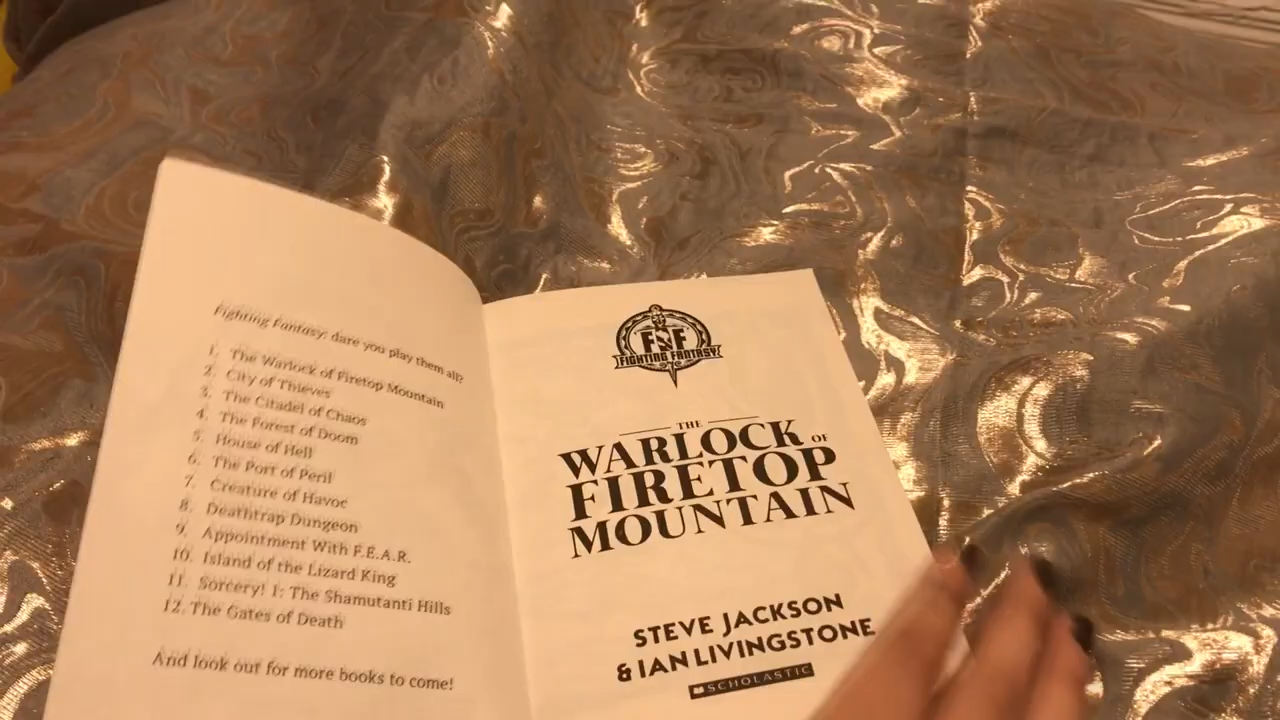 Fighting Fantasy: dare you play them all?
1. The Warlock of Firetop Mountain
2. City of Thieves
3. The Citadel of Chaos
4. The Forest of Doom
5. House of Hell
6. The Port of Peril
7. Creature of Havoc
8. Deathtrap Dungeon
9. Appointment With F.E.A.R.
10. Island of the Lizard King
11. Sorcery! 1: The Shamutanti Hills
12. The Gates of Death
And look out for more books to come!
FF
FIGHTING FANTASY
THE
WARLOCK OF
FIRETOP
MOUNTAIN
STEVE JACKSON
& IAN LIVINGSTONE
SCHOLASTIC